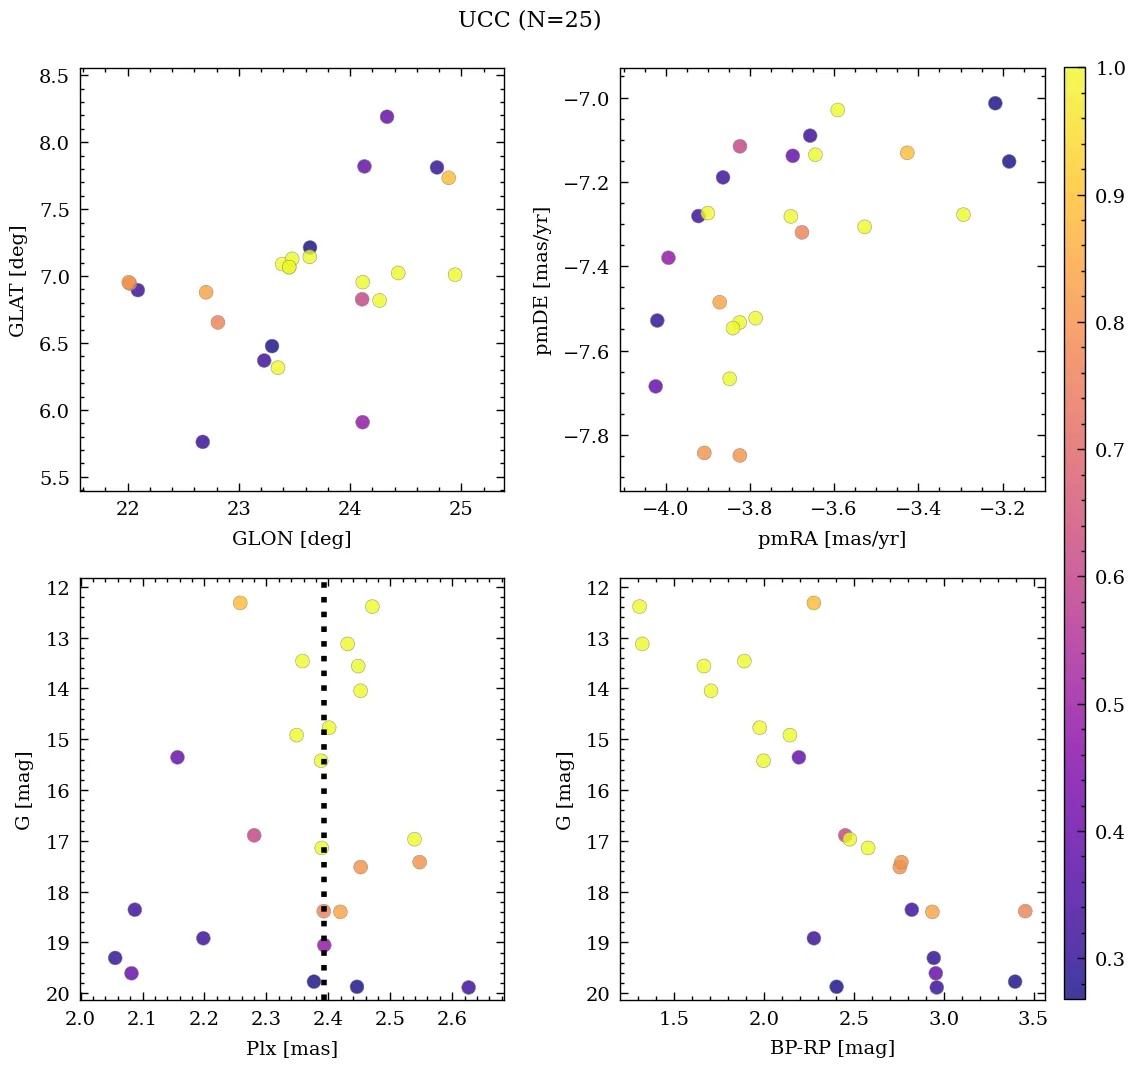 UCC (N=25)
8.5
8.0
7.5
7.0
6.5
6.0
5.5
22 23 24 25
GLAT [deg]
GLON [deg]
−7.0
−7.2
−7.4
−7.6
−7.8
−4.0 −3.8 −3.6 −3.4 −3.2
pmDE [mas/yr]
pmRA [mas/yr]
12
13
14
15
16
17
18
19
20
2.0 2.1 2.2 2.3 2.4 2.5 2.6
G [mag]
Plx [mas]
12
13
14
15
16
17
18
19
20
1.5 2.0 2.5 3.0 3.5
G [mag]
BP-RP [mag]
1.0
0.9
0.8
0.7
0.6
0.5
0.4
0.3